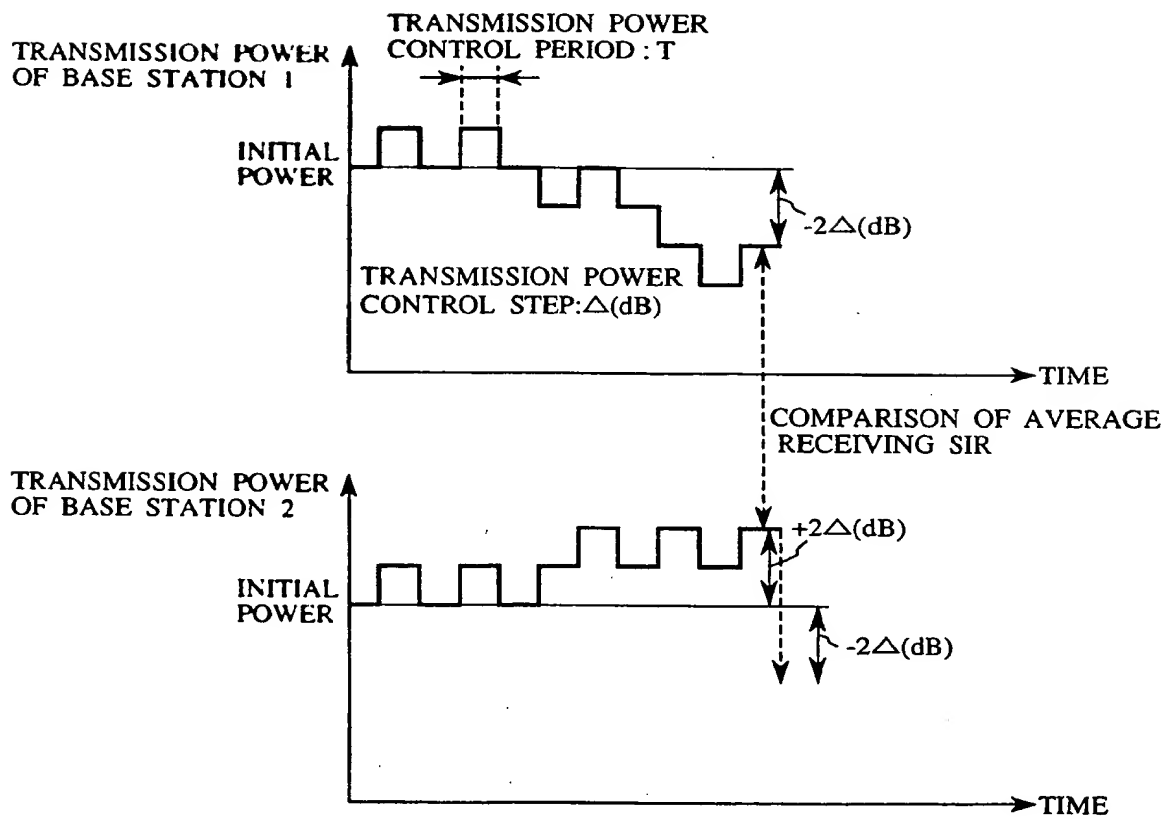 TRANSMISSION POWER
CONTROL PERIOD : T
TRANSMISSION POWER
OF BASE STATION 1
INITIAL
POWER
-2△(dB)
TRANSMISSION POWER
CONTROL STEP:△(dB)
TIME
COMPARISON OF AVERAGE
RECEIVING SIR
TRANSMISSION POWER
OF BASE STATION 2
+2△(dB)
INITIAL
POWER
-2△(dB)
TIME